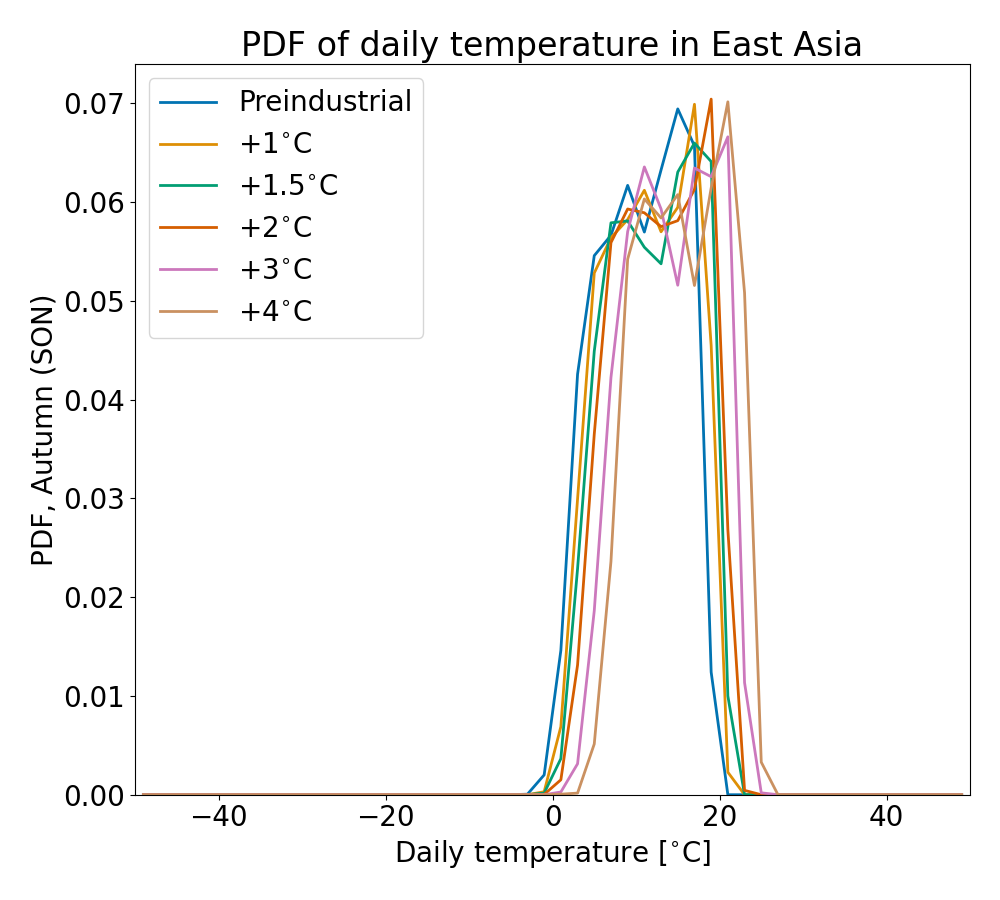 PDF of daily temperature in East Asia
Preindustrial
+1°C
+1.5°C
+2°C
+3°C
+4°C
PDF, Autumn (SON)
0.07
0.06
0.05
0.04
0.03
0.02
0.01
0.00
−40 −20 0 20 40
Daily temperature [°C]